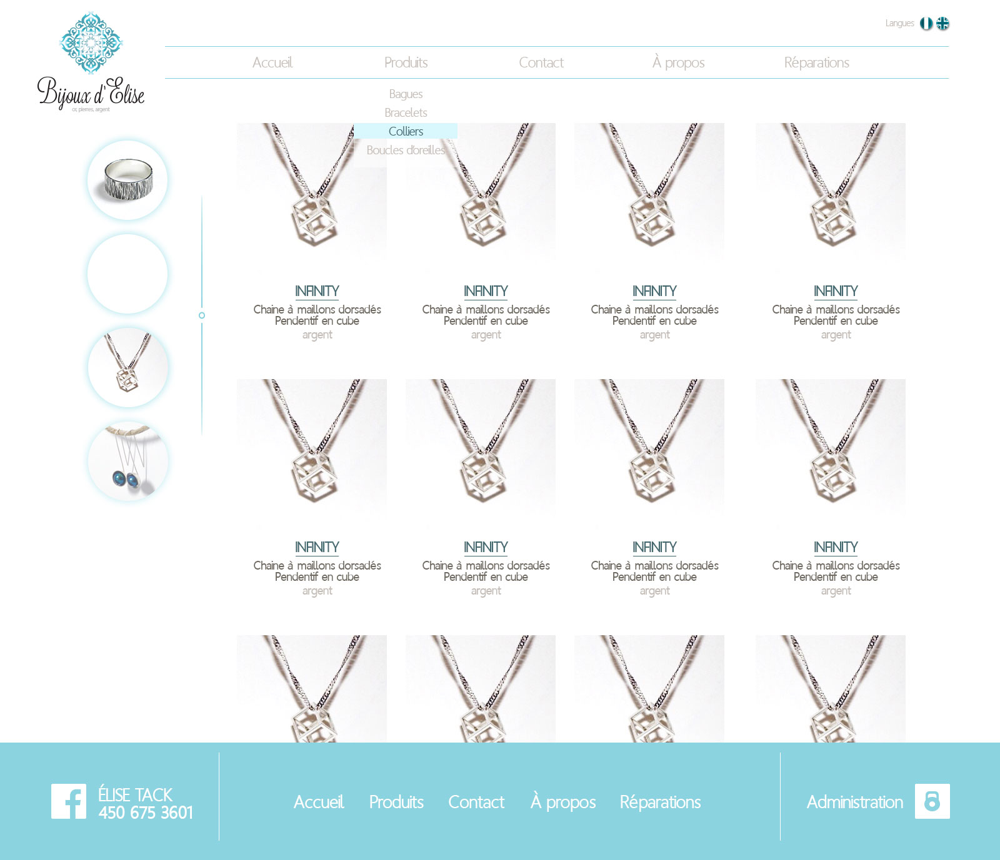 Langues
Accueil Produits Contact À propos Réparations
Bijoux d'Élise
or, pierres, argent
Bagues
Bracelets
Colliers
Boucles d'oreilles
INFINITY INFINITY INFINITY INFINITY
Chaine à maillons dorsadés Chaine à maillons dorsadés Chaine à maillons dorsadés Chaine à maillons dorsadés
Pendentif en cube Pendentif en cube Pendentif en cube Pendentif en cube
argent argent argent argent
INFINITY INFINITY INFINITY INFINITY
Chaine à maillons dorsadés Chaine à maillons dorsadés Chaine à maillons dorsadés Chaine à maillons dorsadés
Pendentif en cube Pendentif en cube Pendentif en cube Pendentif en cube
argent argent argent argent
ÉLISE TACK
450 675 3601
Accueil Produits Contact À propos Réparations
Administration